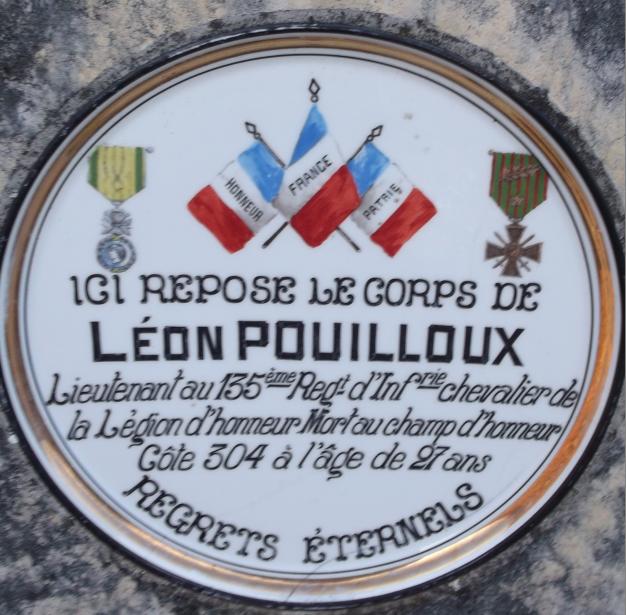 HONNEUR
FRANCE
PATRIE
ICI REPOSE LE CORPS DE
LÉON POUILLOUX
Lieutenant au 135ème Regt d'Infrie chevalier de
la Légion d'honneur. Mort au champ d'honneur
Côte 304 à l'âge de 27 ans
REGRETS ÉTERNELS